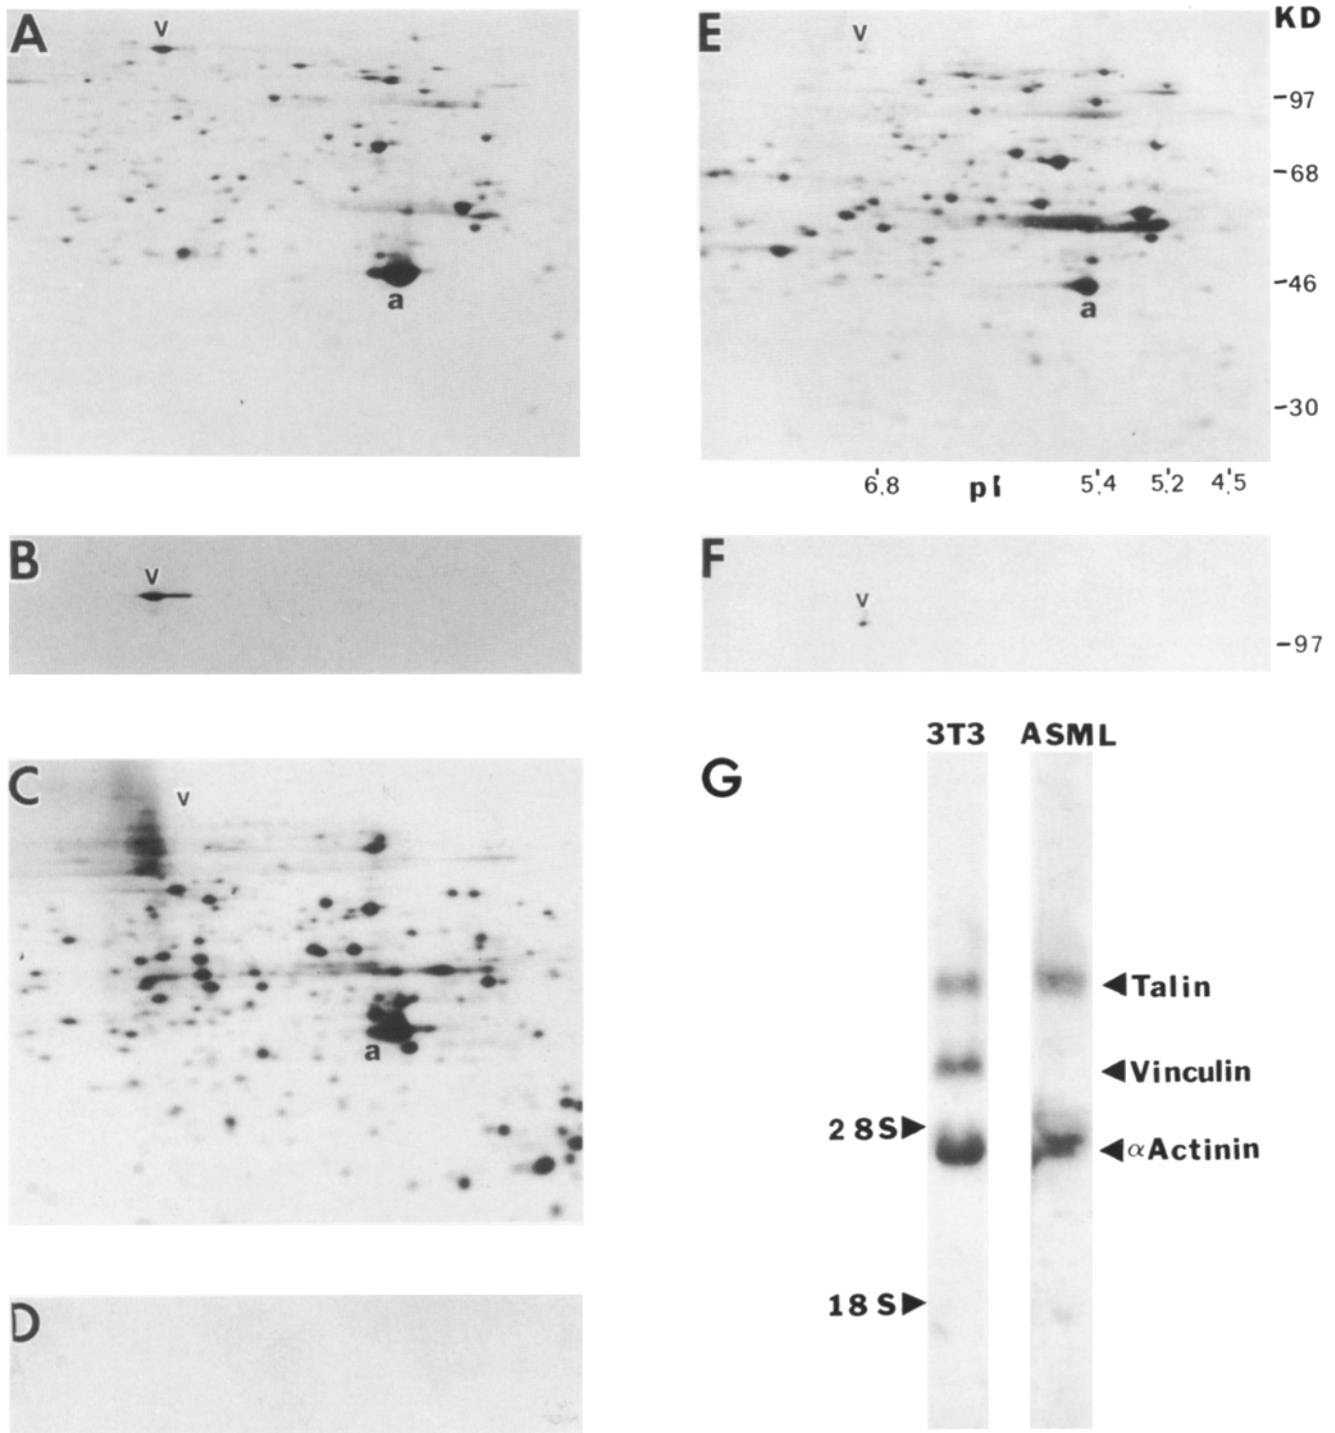 A
v
a
E
v
a
KD
-97
-68
-46
-30
6,8 pI 5,4 5,2 4,5
B
v
F
v
-97
C
v
a
D
G
3T3 ASML
Talin
Vinculin
28S
αActinin
18S